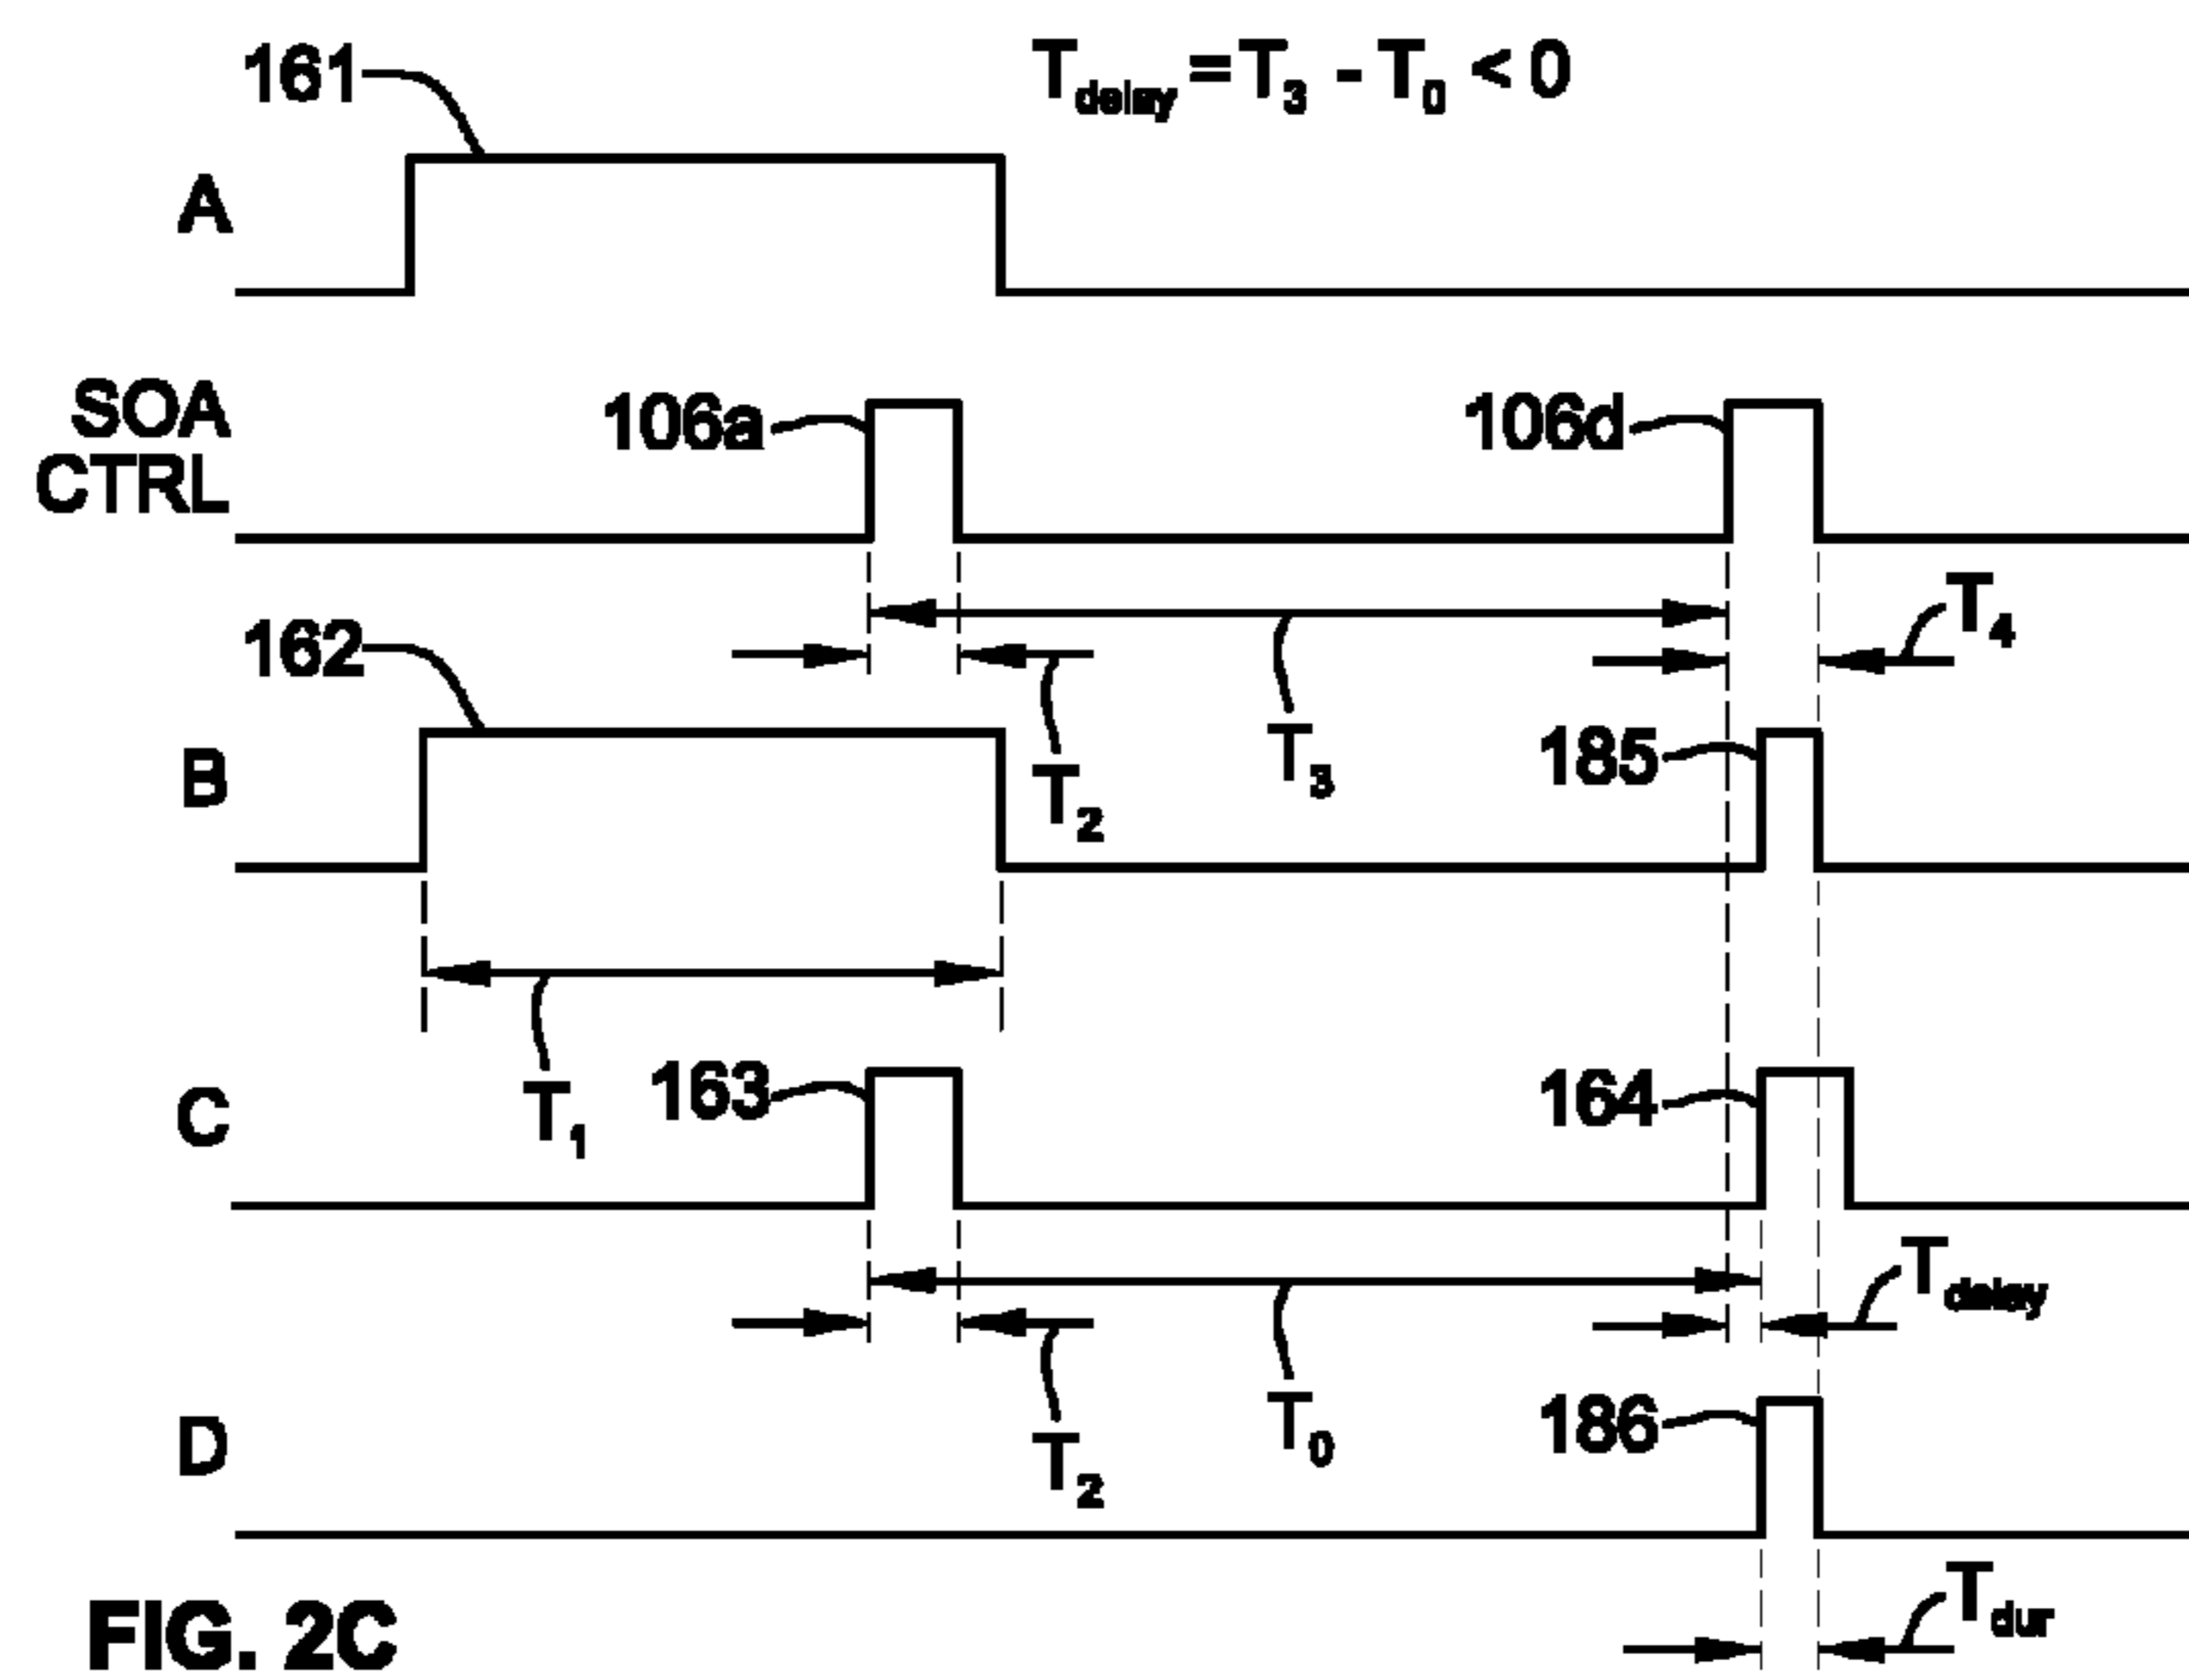 161
T_delay = T_3 - T_0 < 0
A
SOA
CTRL
106a
106d
T_4
162
T_3
T_2
B
185
T_1
C
163
164
T_delay
T_0
T_2
D
186
T_dur
FIG. 2C